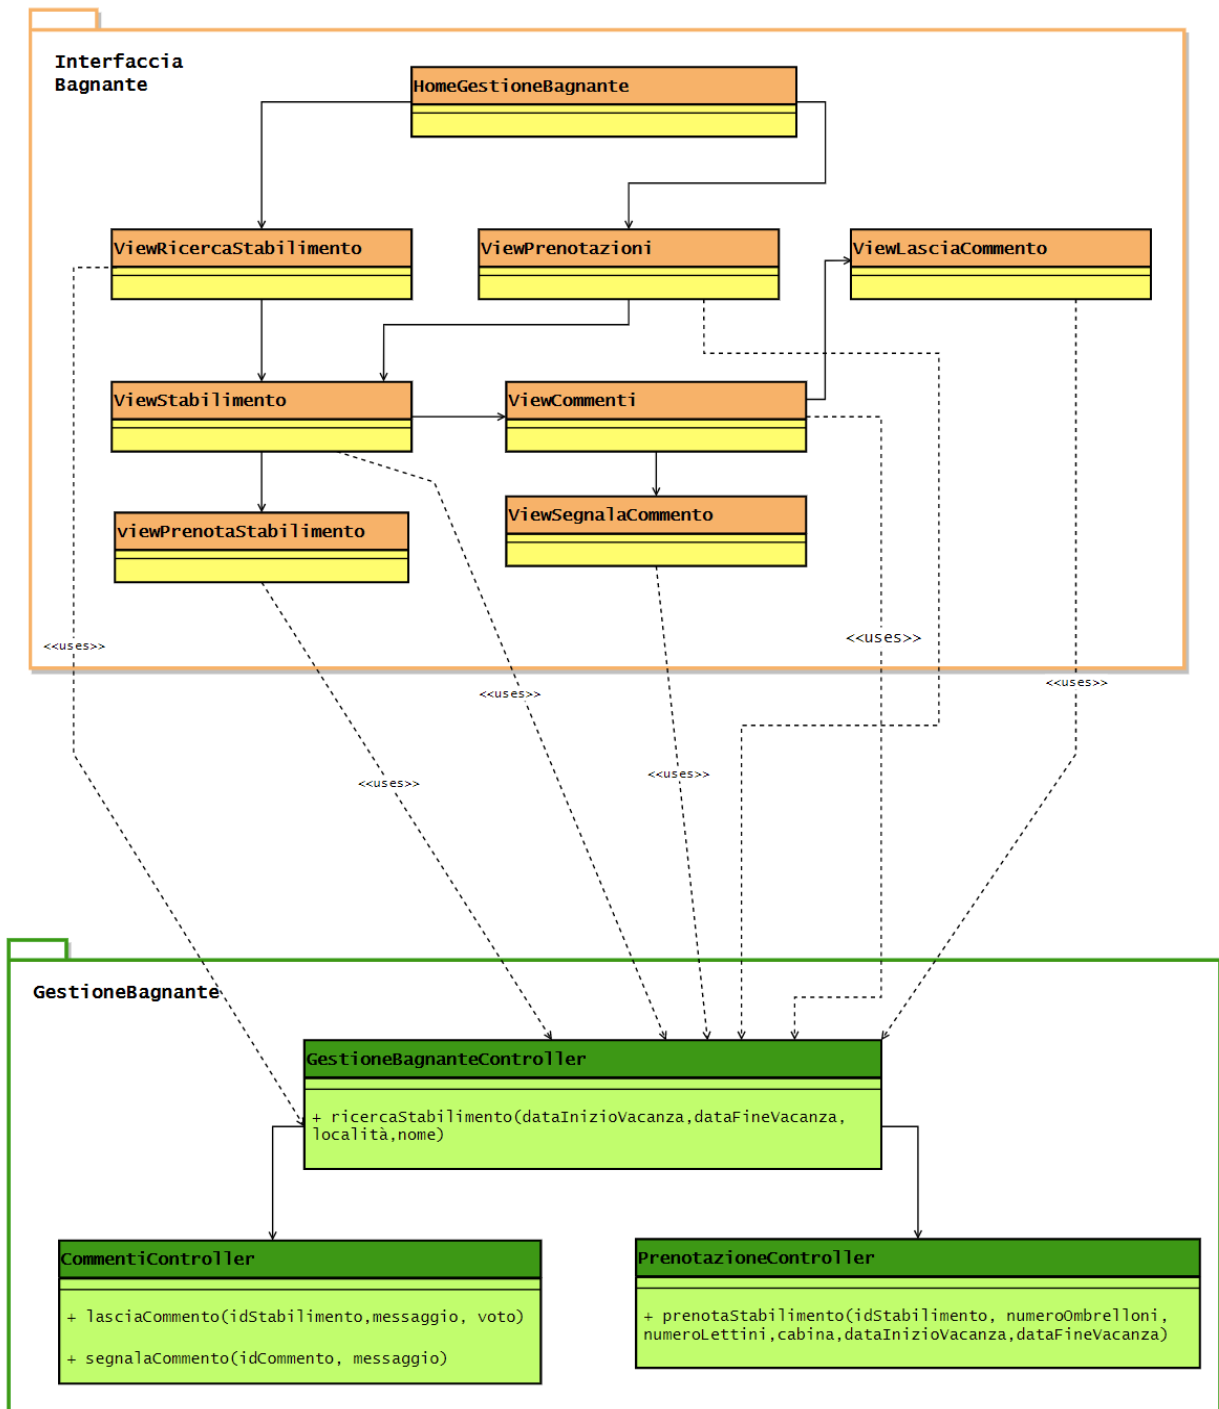 Interfaccia
Bagnante
HomeGestioneBagnante
ViewRicercaStabilimento
ViewPrenotazioni
ViewLasciaCommento
ViewStabilimento
ViewCommenti
viewPrenotaStabilimento
ViewSegnalaCommento
<<uses>>
<<uses>>
<<uses>>
<<uses>>
<<uses>>
<<uses>>
GestioneBagnante
GestioneBagnanteController
+ ricercaStabilimento(dataInizioVacanza,dataFineVacanza,
località,nome)
CommentiController
+ lasciaCommento(idStabilimento,messaggio, voto)
+ segnalaCommento(idCommento, messaggio)
PrenotazioneController
+ prenotaStabilimento(idStabilimento, numeroOmbrelloni,
numeroLettini,cabina,dataInizioVacanza,dataFineVacanza)